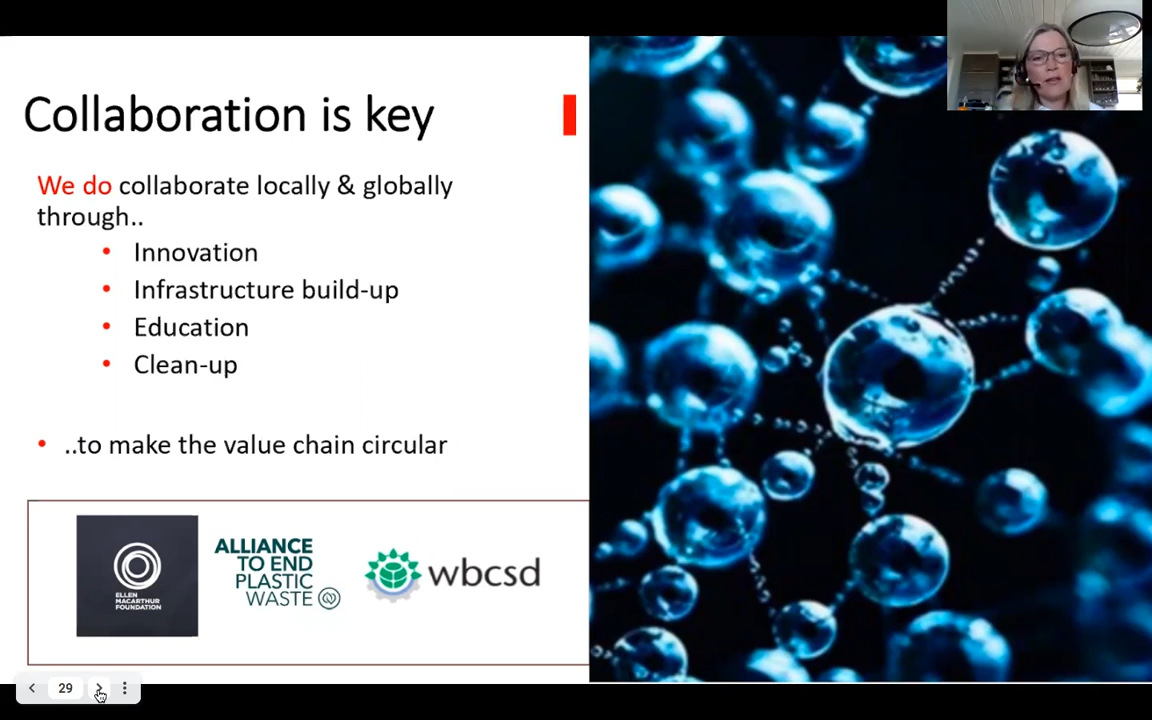 Collaboration is key
We do collaborate locally & globally
through..
• Innovation
• Infrastructure build-up
• Education
• Clean-up
• ..to make the value chain circular
ELLEN
MACARTHUR
FOUNDATION
ALLIANCE
TO END
PLASTIC
WASTE
wbcsd
29